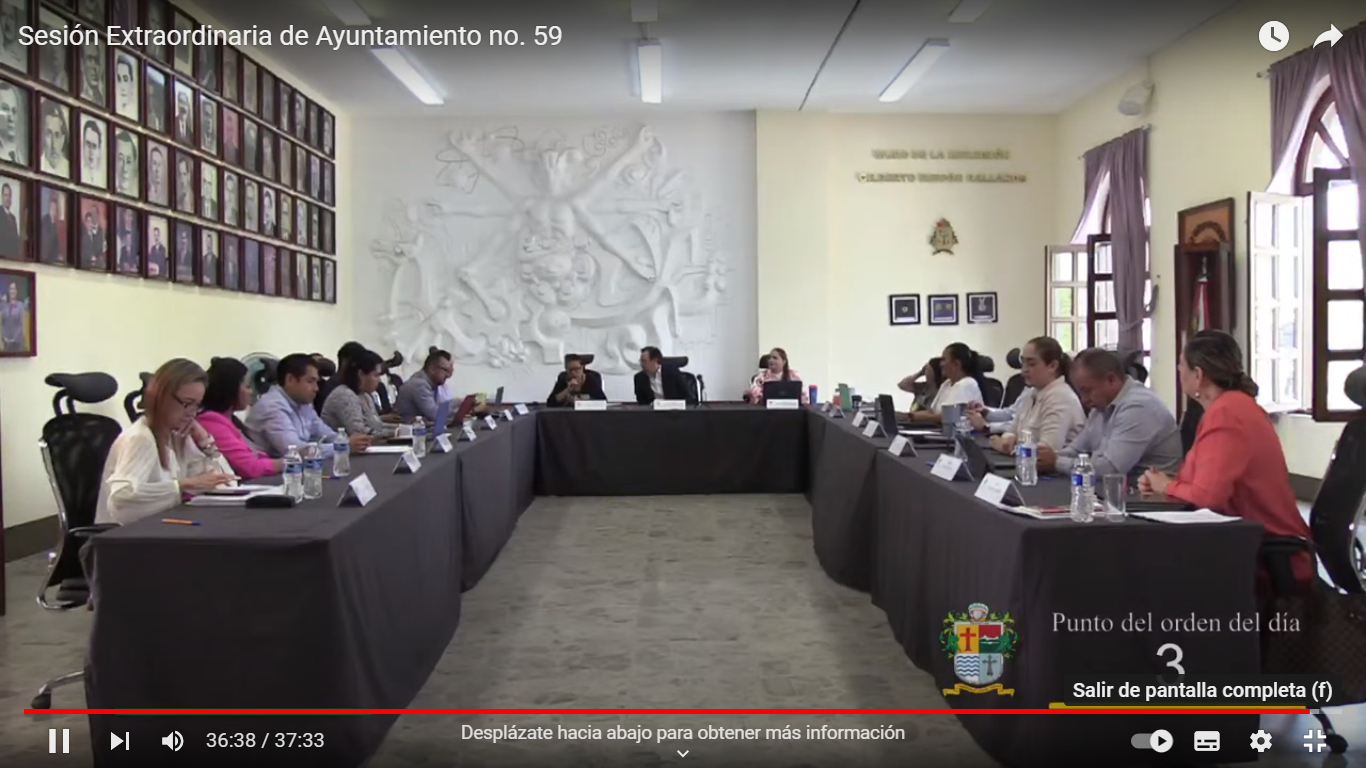 Sesión Extraordinaria de Ayuntamiento no. 59
Punto del orden del día
3
Salir de pantalla completa (f)
36:38 / 37:33
Desplázate hacia abajo para obtener más información